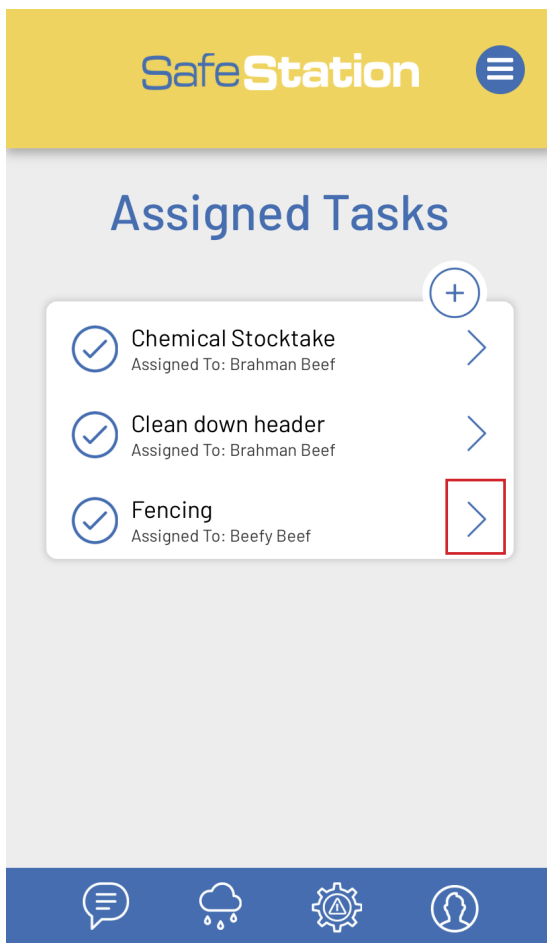 SafeStation
Assigned Tasks
Chemical Stocktake
Assigned To: Brahman Beef
Clean down header
Assigned To: Brahman Beef
Fencing
Assigned To: Beefy Beef